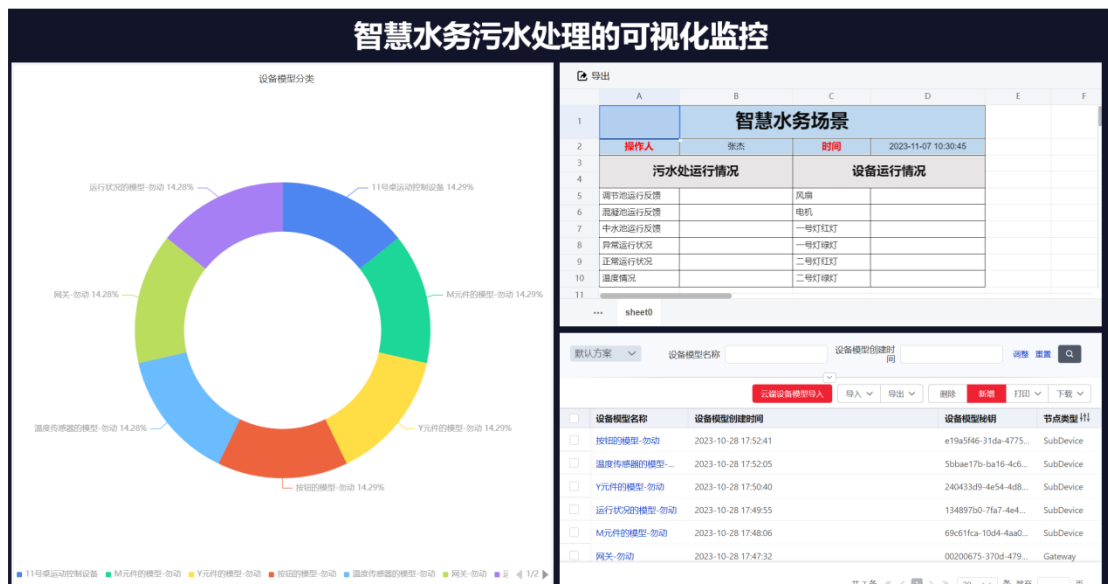 智慧水务污水处理的可视化监控
设备模型分类
运行状况的模型-勿动 14.28%
11号桌运动控制设备 14.29%
网关-勿动 14.28%
M元件的模型-勿动 14.29%
温度传感器的模型-勿动 14.28%
Y元件的模型-勿动 14.29%
按钮的模型-勿动 14.29%
11号桌运动控制设备 M元件的模型-勿动 Y元件的模型-勿动 按钮的模型-勿动 温度传感器的模型-勿动 网关-勿动 1/2
导出
A B C D E F
1 智慧水务场景
2 操作人 张杰 时间 2023-11-07 10:30:45
3 污水处运行情况 设备运行情况
4
5 调节池运行反馈 风扇
6 混凝池运行反馈 电机
7 中水池运行反馈 一号灯红灯
8 异常运行状况 一号灯绿灯
9 正常运行状况 二号灯红灯
10 温度情况 二号灯绿灯
11
... sheet0
默认方案 设备模型名称 设备模型创建时间 调整 重置
云端设备模型导入 导入 导出 删除 新增 打印 下载
设备模型名称 设备模型创建时间 设备模型秘钥 节点类型
按钮的模型-勿动 2023-10-28 17:52:41 e19a5f46-31da-4775... SubDevice
温度传感器的模型-... 2023-10-28 17:52:05 5bbae17b-ba16-4c6... SubDevice
Y元件的模型-勿动 2023-10-28 17:50:40 240433d9-4e54-4d8... SubDevice
运行状况的模型-勿动 2023-10-28 17:49:55 134897b0-7fa7-4e4... SubDevice
M元件的模型-勿动 2023-10-28 17:48:06 69c61fca-10d4-4aa0... SubDevice
网关-勿动 2023-10-28 17:47:32 00200675-370d-479... Gateway